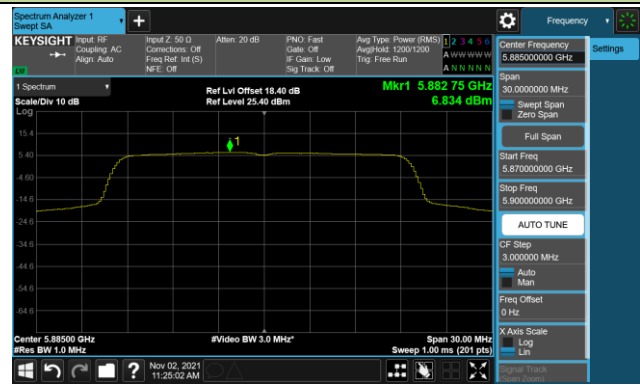 Spectrum Analyzer 1
Swept SA
Frequency
KEYSIGHT
Input: RF
Coupling: AC
Align: Auto
Input Z: 50 Ω
Corrections: Off
Freq Ref: Int (S)
NFE: Off
Atten: 20 dB
PNO: Fast
Gate: Off
IF Gain: Low
Sig Track: Off
Avg Type: Power (RMS)
Avg|Hold: 1200/1200
Trig: Free Run
1 2 3 4 5 6
A W W W W W
A N N N N N
Center Frequency
5.885000000 GHz
Settings
Span
30.0000000 MHz
Swept Span
Zero Span
Full Span
Start Freq
5.870000000 GHz
Stop Freq
5.900000000 GHz
AUTO TUNE
CF Step
3.000000 MHz
Auto
Man
Freq Offset
0 Hz
X Axis Scale
Log
Lin
Signal Track
(Span Zoom)
1 Spectrum
Scale/Div 10 dB
Ref Lvl Offset 18.40 dB
Ref Level 25.40 dBm
Mkr1 5.882 75 GHz
6.834 dBm
Log
15.4
5.40
-4.60
-14.6
-24.6
-34.6
-44.6
-54.6
-64.6
1
Center 5.88500 GHz
#Res BW 1.0 MHz
#Video BW 3.0 MHz*
Span 30.00 MHz
Sweep 1.00 ms (201 pts)
Nov 02, 2021
11:25:02 AM